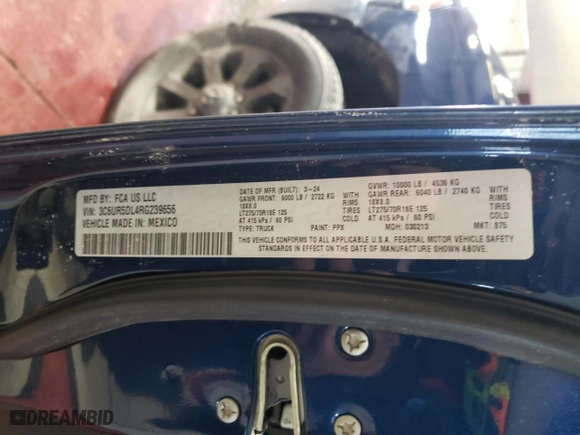 MFD BY: FCA US LLC
VIN: 3C6UR5DL4RG239656
VEHICLE MADE IN: MEXICO
DATE OF MFR (BUILT): 3-24
GAWR FRONT: 6000 LB / 2722 KG
18X8.0
LT275/70R18E 125
AT 415 kPa / 60 PSI
TYPE: TRUCK PAINT: PPX
WITH
RIMS
TIRES
COLD
GVWR: 10000 LB / 4536 KG
GAWR REAR: 6040 LB / 2740 KG
18X8.0
LT275/70R18E 125
AT 415 kPa / 60 PSI
MDH: 030213 MKT: 875
WITH
RIMS
TIRES
COLD
THIS VEHICLE CONFORMS TO ALL APPLICABLE U.S.A. FEDERAL MOTOR VEHICLE SAFETY
STANDARDS IN EFFECT ON THE DATE OF MANUFACTURE SHOWN ABOVE.
DREAMBID